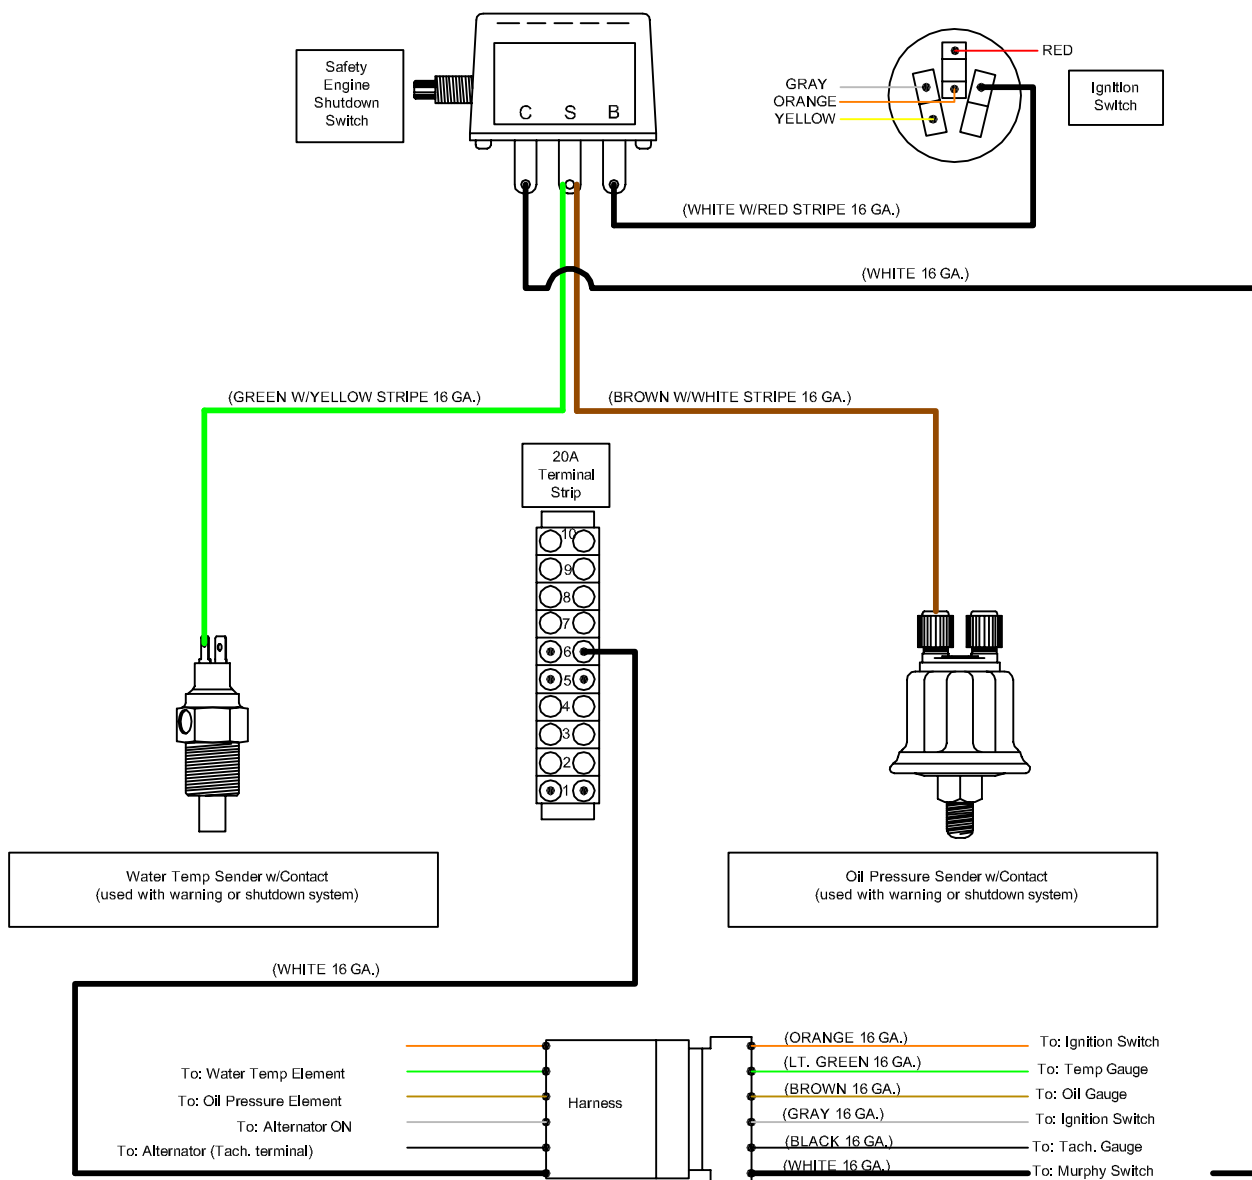 Safety
Engine
Shutdown
Switch
C S B
RED
GRAY
ORANGE
YELLOW
Ignition
Switch
(WHITE W/RED STRIPE 16 GA.)
(WHITE 16 GA.)
(GREEN W/YELLOW STRIPE 16 GA.)
(BROWN W/WHITE STRIPE 16 GA.)
20A
Terminal
Strip
10
9
8
7
6
5
4
3
2
1
Water Temp Sender w/Contact
(used with warning or shutdown system)
Oil Pressure Sender w/Contact
(used with warning or shutdown system)
(WHITE 16 GA.)
To: Water Temp Element
To: Oil Pressure Element
To: Alternator ON
To: Alternator (Tach. terminal)
Harness
(ORANGE 16 GA.)
To: Ignition Switch
(LT. GREEN 16 GA.)
To: Temp Gauge
(BROWN 16 GA.)
To: Oil Gauge
(GRAY 16 GA.)
To: Ignition Switch
(BLACK 16 GA.)
To: Tach. Gauge
(WHITE 16 GA.)
To: Murphy Switch